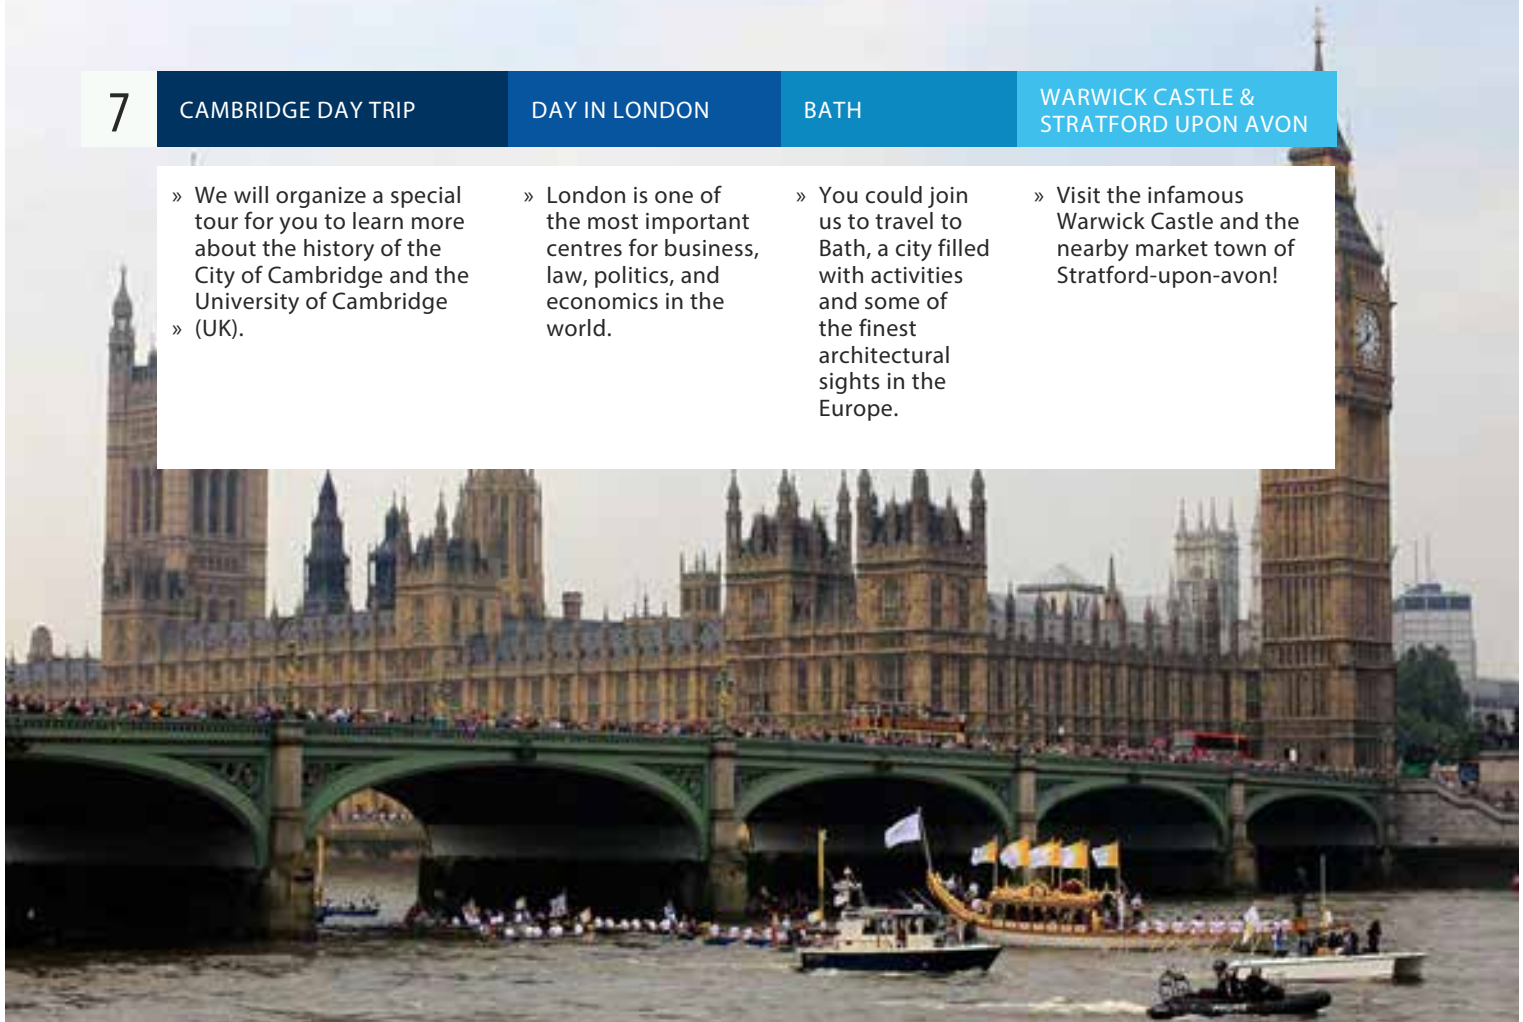 7
CAMBRIDGE DAY TRIP
DAY IN LONDON
BATH
WARWICK CASTLE &
STRATFORD UPON AVON
» We will organize a special
tour for you to learn more
about the history of the
City of Cambridge and the
University of Cambridge
» (UK).
» London is one of
the most important
centres for business,
law, politics, and
economics in the
world.
» You could join
us to travel to
Bath, a city filled
with activities
and some of
the finest
architectural
sights in the
Europe.
» Visit the infamous
Warwick Castle and the
nearby market town of
Stratford-upon-avon!